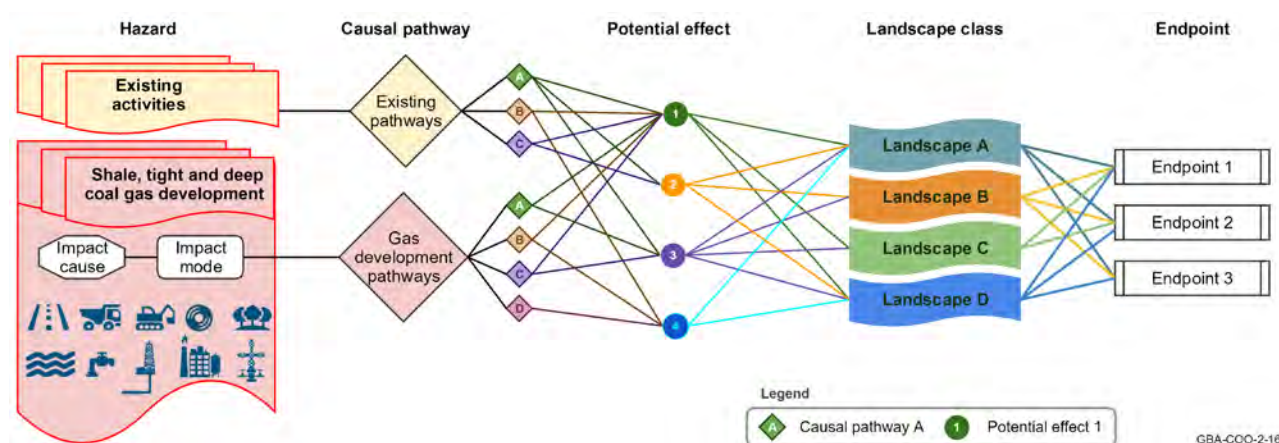 Hazard
Causal pathway
Potential effect
Landscape class
Endpoint
Existing
activities
Existing
pathways
A
B
C
Shale, tight and deep
coal gas development
Impact
cause
Impact
mode
Gas
development
pathways
A
B
C
D
1
2
3
4
Landscape A
Landscape B
Landscape C
Landscape D
Endpoint 1
Endpoint 2
Endpoint 3
Legend
A Causal pathway A
1 Potential effect 1
GBA-COO-2-16